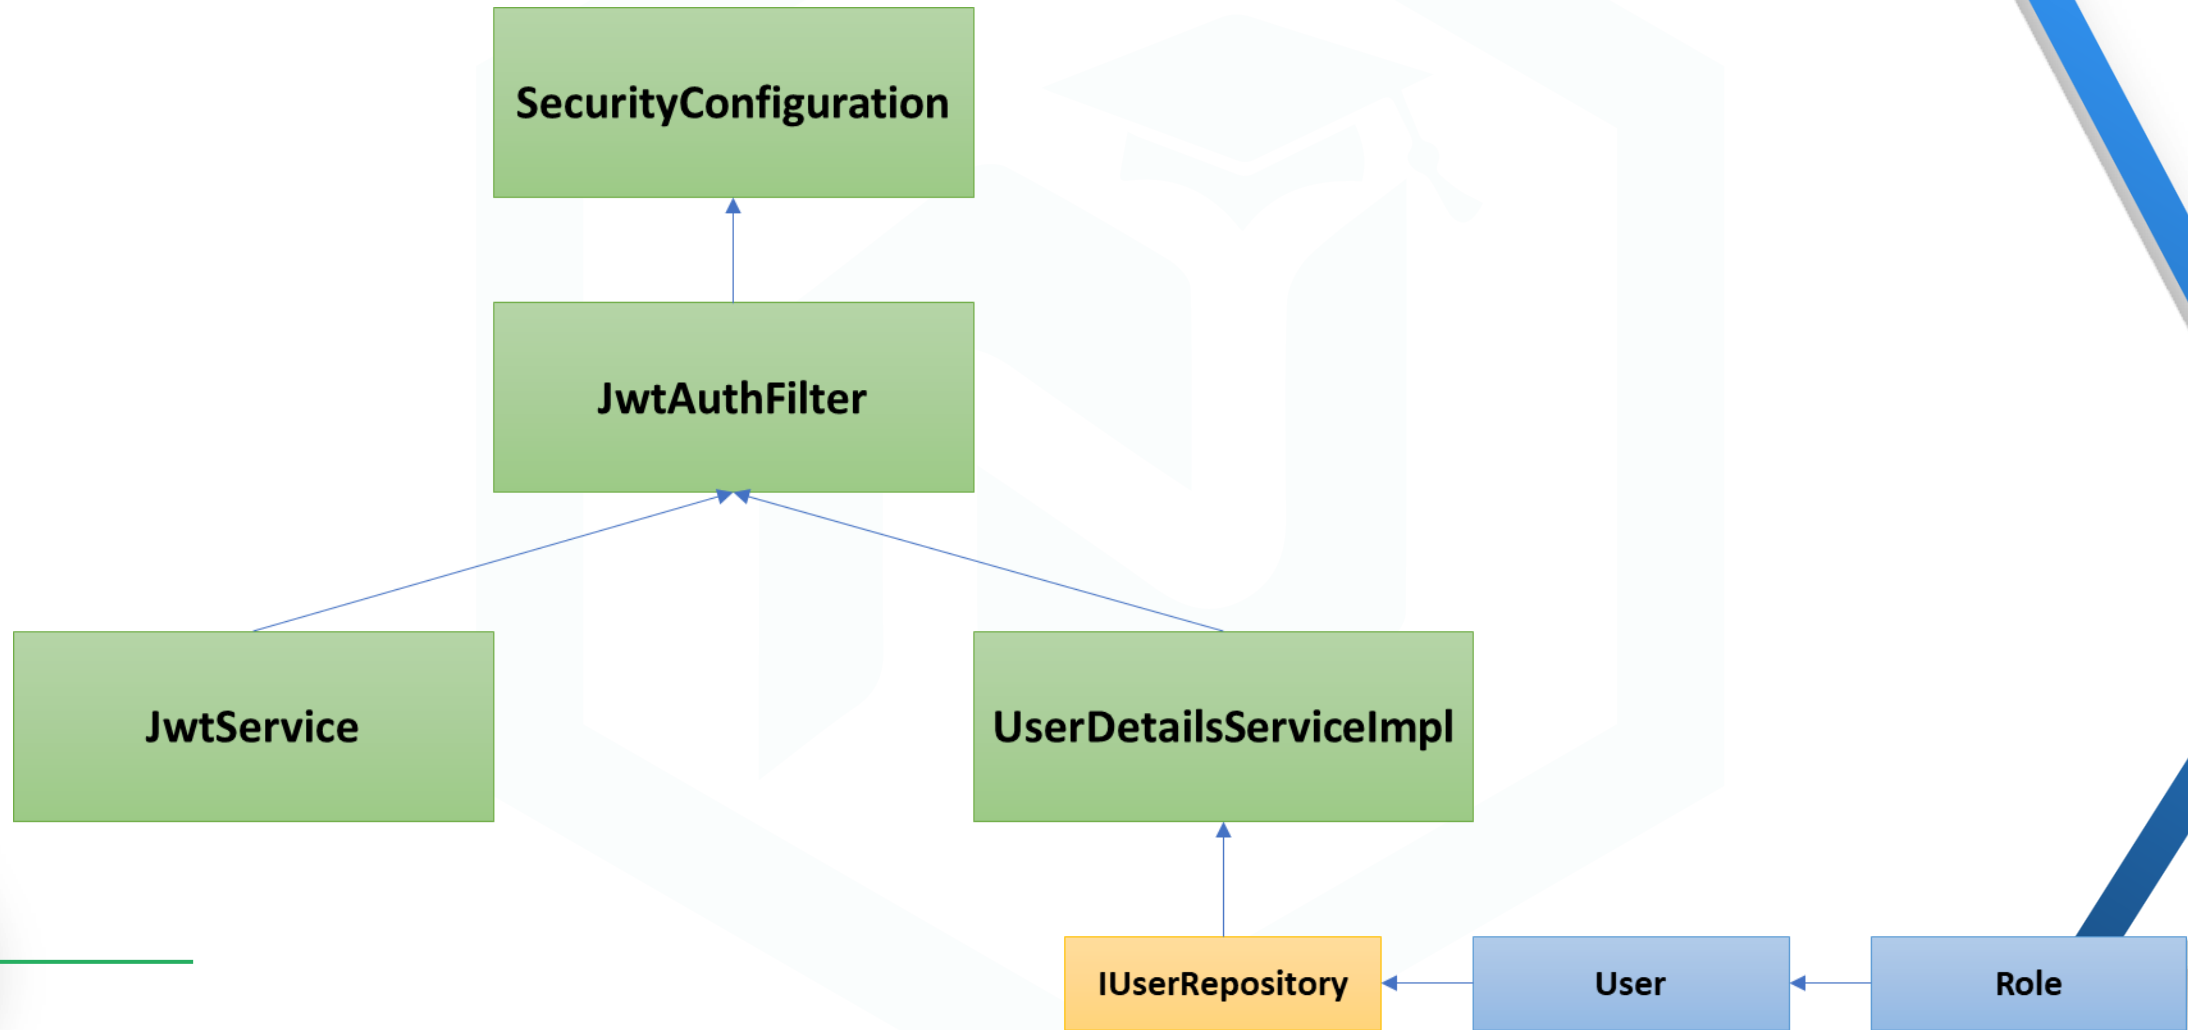 SecurityConfiguration
JwtAuthFilter
JwtService
UserDetailsServiceImpl
IUserRepository
User
Role